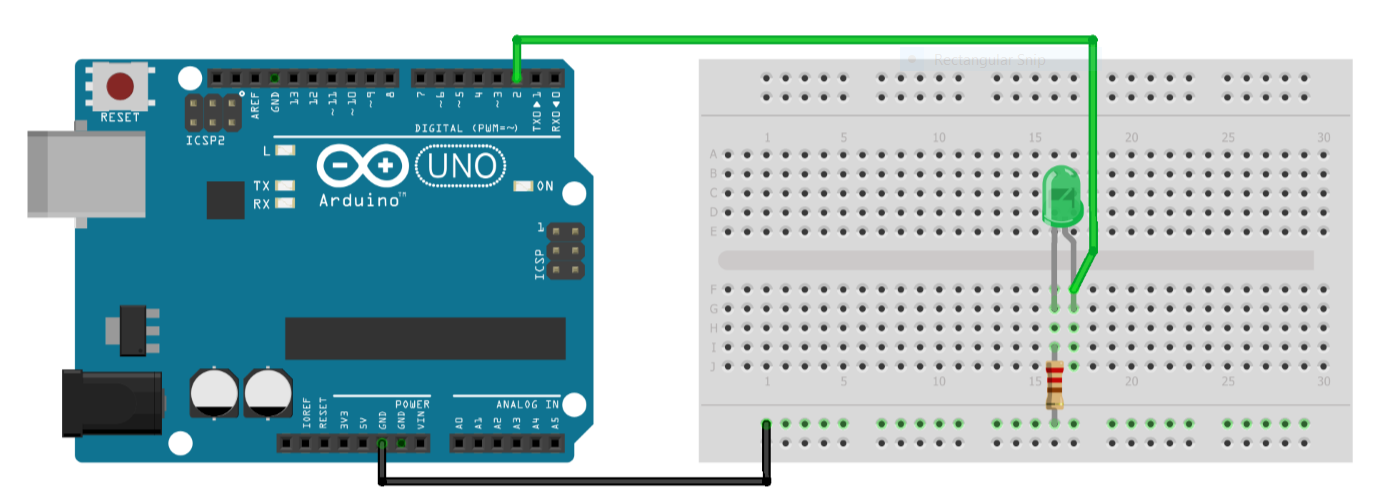 Rectangular Snip
RESET
ICSP2
AREF
GND
13
12
~11
~10
~9
8
7
~6
~5
4
~3
2
TX0▶1
RX0◀0
DIGITAL (PWM=~)
L
TX
RX
UNO
Arduino™
ON
1
ICSP
IOREF
RESET
3V3
5V
GND
GND
VIN
POWER
ANALOG IN
A0
A1
A2
A3
A4
A5
1 5 10 15 20 25 30
A A
B B
C C
D D
E E
F F
G G
H H
I I
J J
1 5 10 15 20 25 30